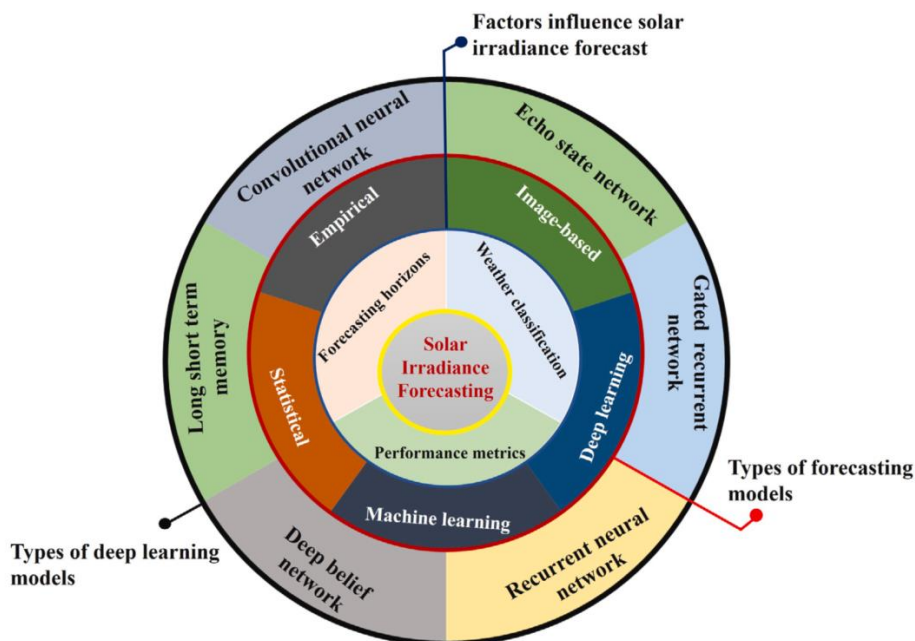 Factors influence solar
irradiance forecast
Convolutional neural
network
Echo state network
Empirical
Image-based
Forecasting horizons
Weather classification
Long short term
memory
Gated recurrent
network
Solar
Irradiance
Forecasting
Statistical
Deep learning
Performance metrics
Types of forecasting
models
Machine learning
Types of deep learning
models
Deep belief
network
Recurrent neural
network